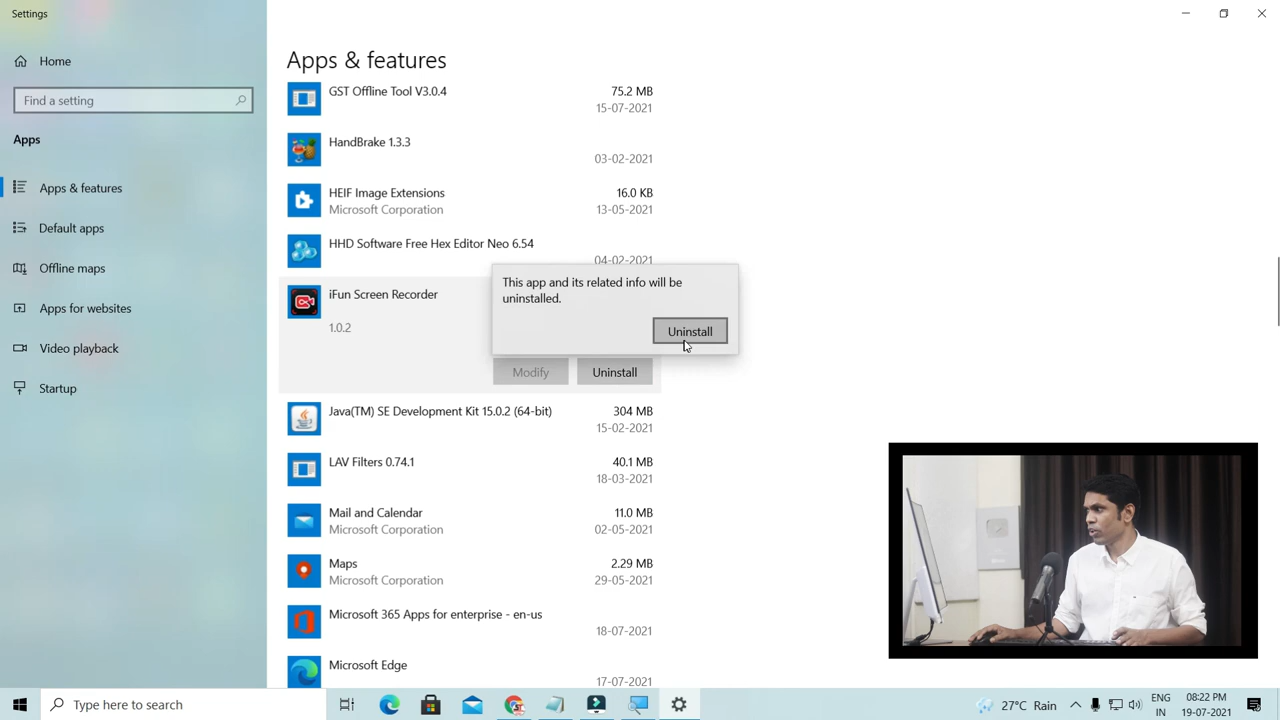 Settings
Home
Find a setting
Apps
Apps & features
Default apps
Offline maps
Apps for websites
Video playback
Startup
Apps & features
GST Offline Tool V3.0.4 75.2 MB
15-07-2021
HandBrake 1.3.3
03-02-2021
HEIF Image Extensions 16.0 KB
Microsoft Corporation 13-05-2021
HHD Software Free Hex Editor Neo 6.54
04-02-2021
iFun Screen Recorder
1.0.2
This app and its related info will be
uninstalled.
Uninstall
Modify Uninstall
Java(TM) SE Development Kit 15.0.2 (64-bit) 304 MB
15-02-2021
LAV Filters 0.74.1 40.1 MB
18-03-2021
Mail and Calendar 11.0 MB
Microsoft Corporation 02-05-2021
Maps 2.29 MB
Microsoft Corporation 29-05-2021
Microsoft 365 Apps for enterprise - en-us
18-07-2021
Microsoft Edge
17-07-2021
Type here to search
27°C Rain
ENG
IN
08:22 PM
19-07-2021